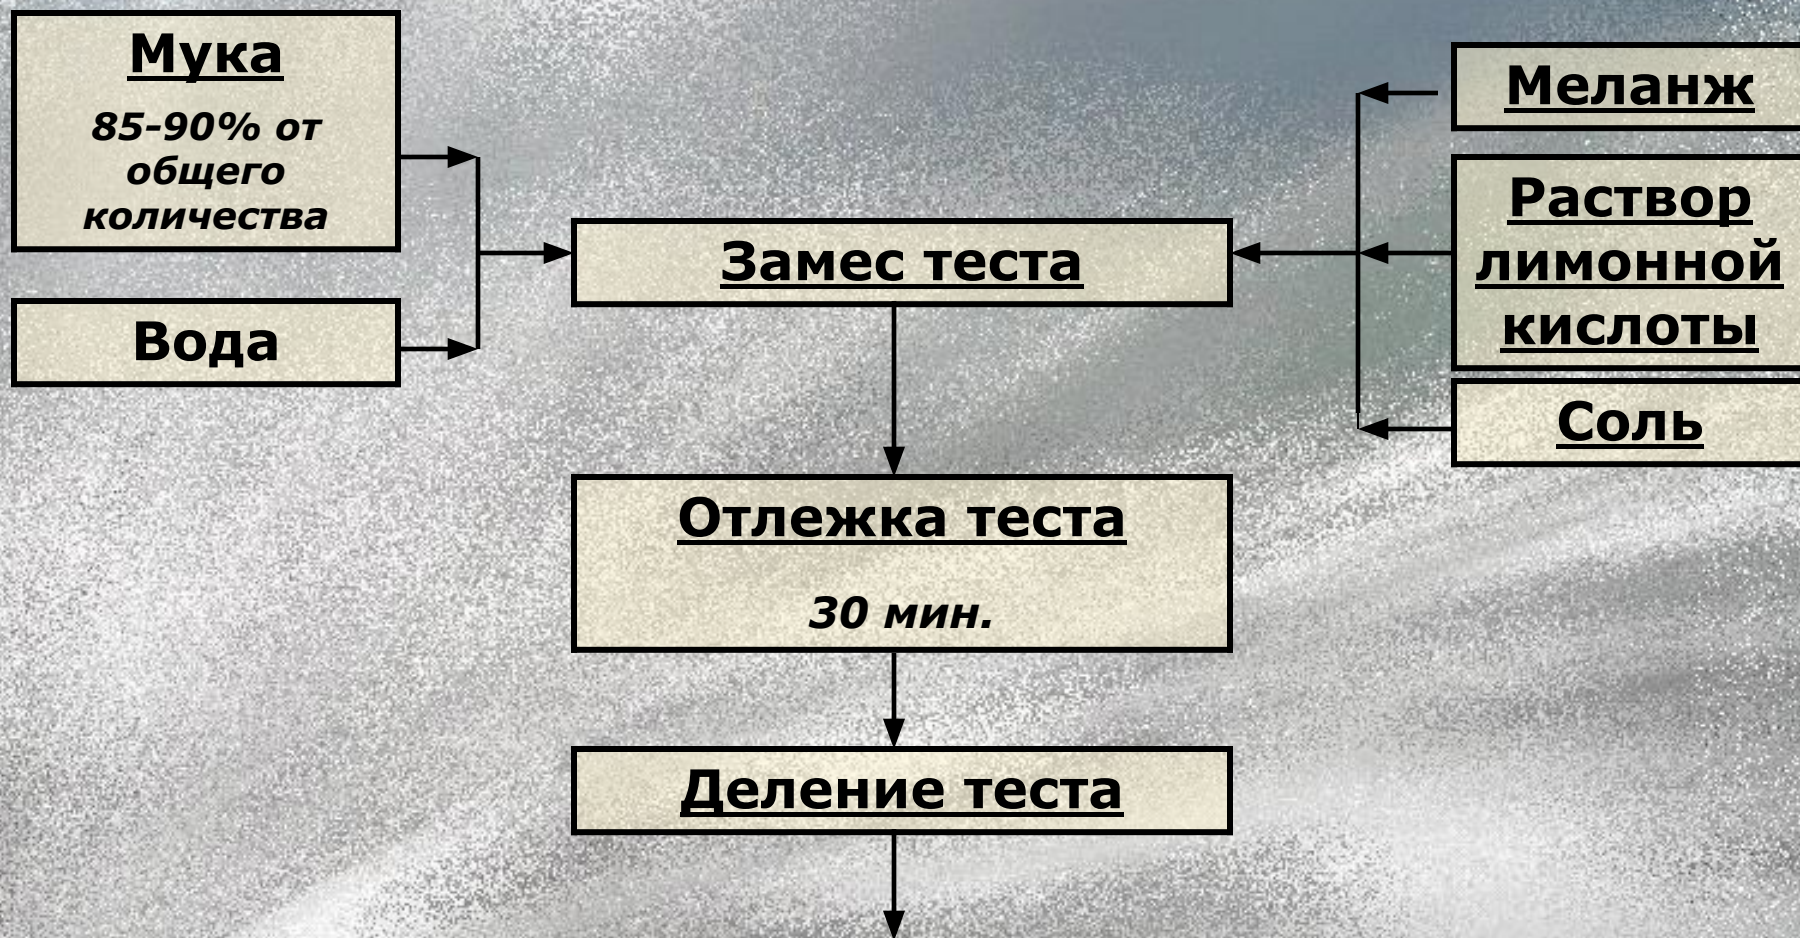 Мука
85-90% от
общего
количества
Вода
Замес теста
Меланж
Раствор
лимонной
кислоты
Соль
Отлежка теста
30 мин.
Деление теста